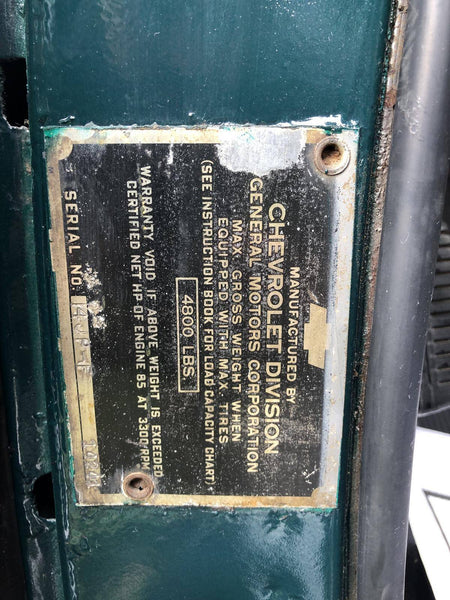 MANUFACTURED BY
CHEVROLET DIVISION
GENERAL MOTORS CORPORATION
MAX. GROSS WEIGHT WHEN
EQUIPPED WITH MAX. TIRES
(SEE INSTRUCTION BOOK FOR LOAD CAPACITY CHART)
4800 LBS.
WARRANTY VOID IF ABOVE WEIGHT IS EXCEEDED
CERTIFIED NET HP OF ENGINE 85 AT 3300 RPM
SERIAL NO.